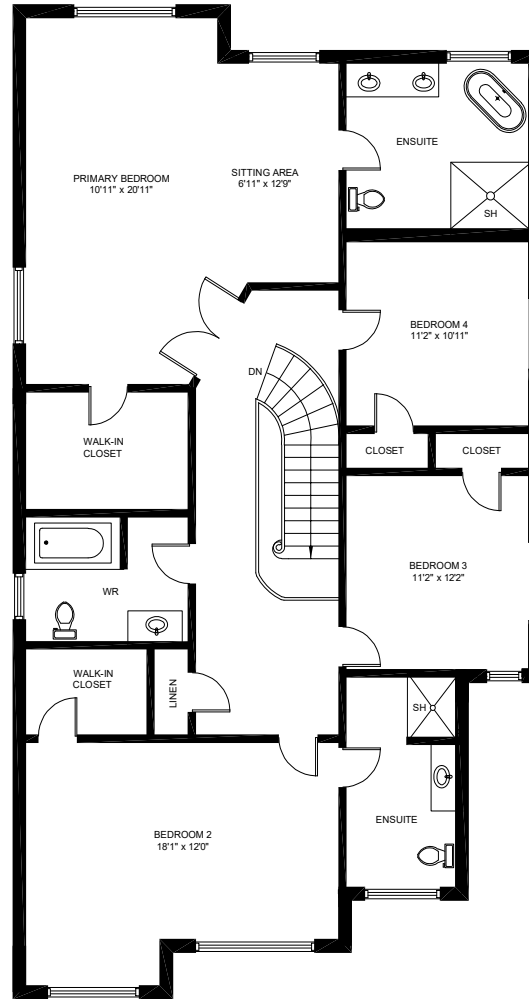 ENSUITE
PRIMARY BEDROOM
10'11" x 20'11"
SITTING AREA
6'11" x 12'9"
SH
BEDROOM 4
11'2" x 10'11"
DN
WALK-IN
CLOSET
CLOSET
CLOSET
BEDROOM 3
11'2" x 12'2"
WR
WALK-IN
CLOSET
LINEN
SH
ENSUITE
BEDROOM 2
18'1" x 12'0"